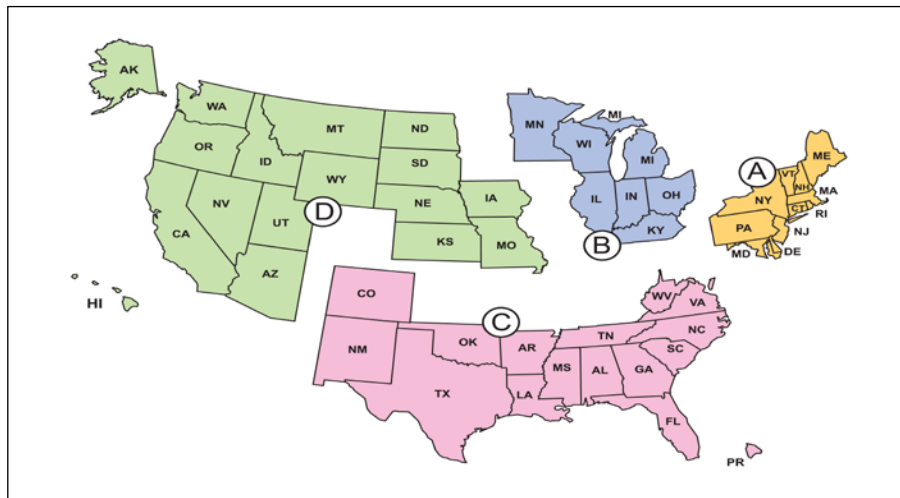 AK
WA
MT
ND
MN
MI
OR
ID
SD
WI
MI
ME
A
VT
NH
MA
WY
NE
IA
IL
IN
OH
NY
CT
RI
NV
UT
D
CA
KS
MO
KY
B
PA
NJ
MD
DE
AZ
HI
CO
WV
VA
C
NM
OK
AR
TN
NC
SC
TX
LA
MS
AL
GA
FL
PR